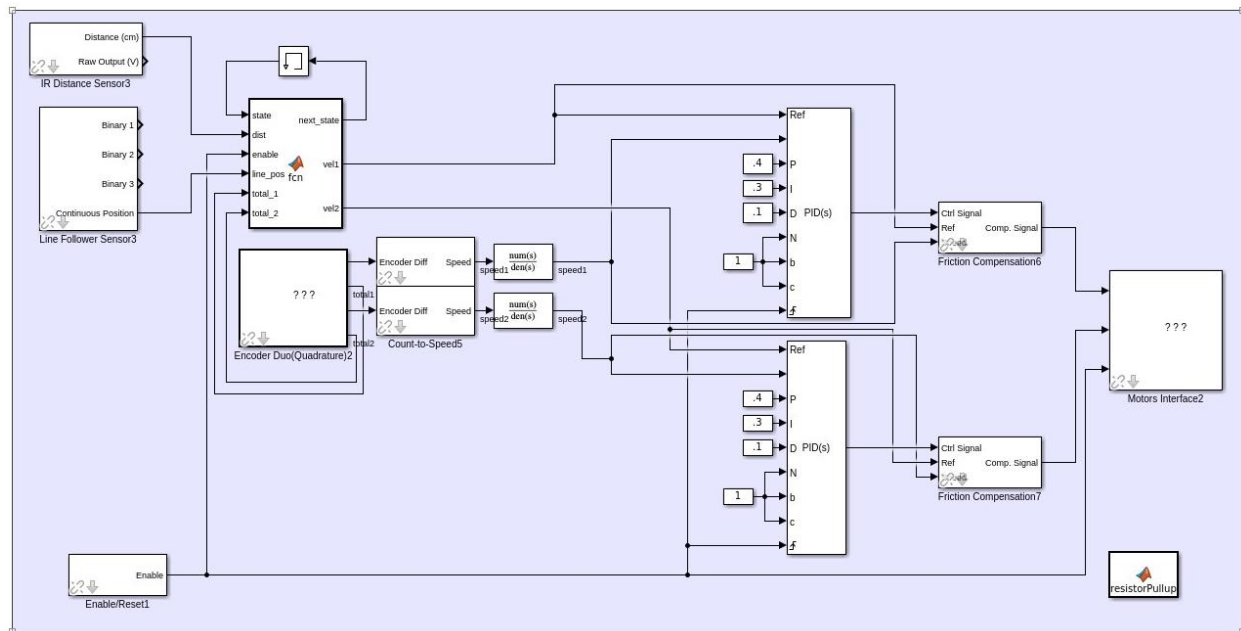 Distance (cm)
Raw Output (V)
IR Distance Sensor3
Binary 1
Binary 2
Binary 3
Continuous Position
Line Follower Sensor3
state
dist
enable
line_pos
total_1
total_2
fcn
next_state
vel1
vel2
? ? ?
total1
total2
Encoder Duo(Quadrature)2
Encoder Diff
Speed
Encoder Diff
Speed
Count-to-Speed5
speed1
num(s)
den(s)
speed1
speed2
num(s)
den(s)
speed2
.4
.3
.1
1
Ref
P
I
D
PID(s)
N
b
c
.4
.3
.1
1
Ref
P
I
D
PID(s)
N
b
c
Ctrl Signal
Ref
Comp. Signal
Friction Compensation6
Ctrl Signal
Ref
Comp. Signal
Friction Compensation7
? ? ?
Motors Interface2
Enable
Enable/Reset1
resistorPullup